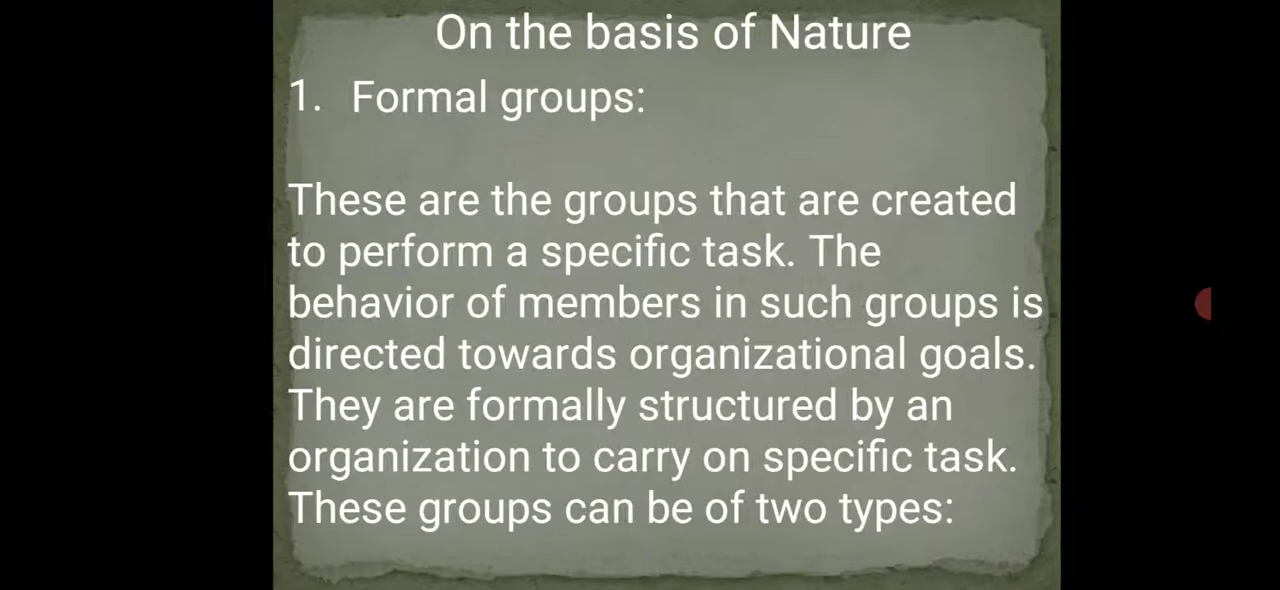 On the basis of Nature
1. Formal groups:
These are the groups that are created
to perform a specific task. The
behavior of members in such groups is
directed towards organizational goals.
They are formally structured by an
organization to carry on specific task.
These groups can be of two types: